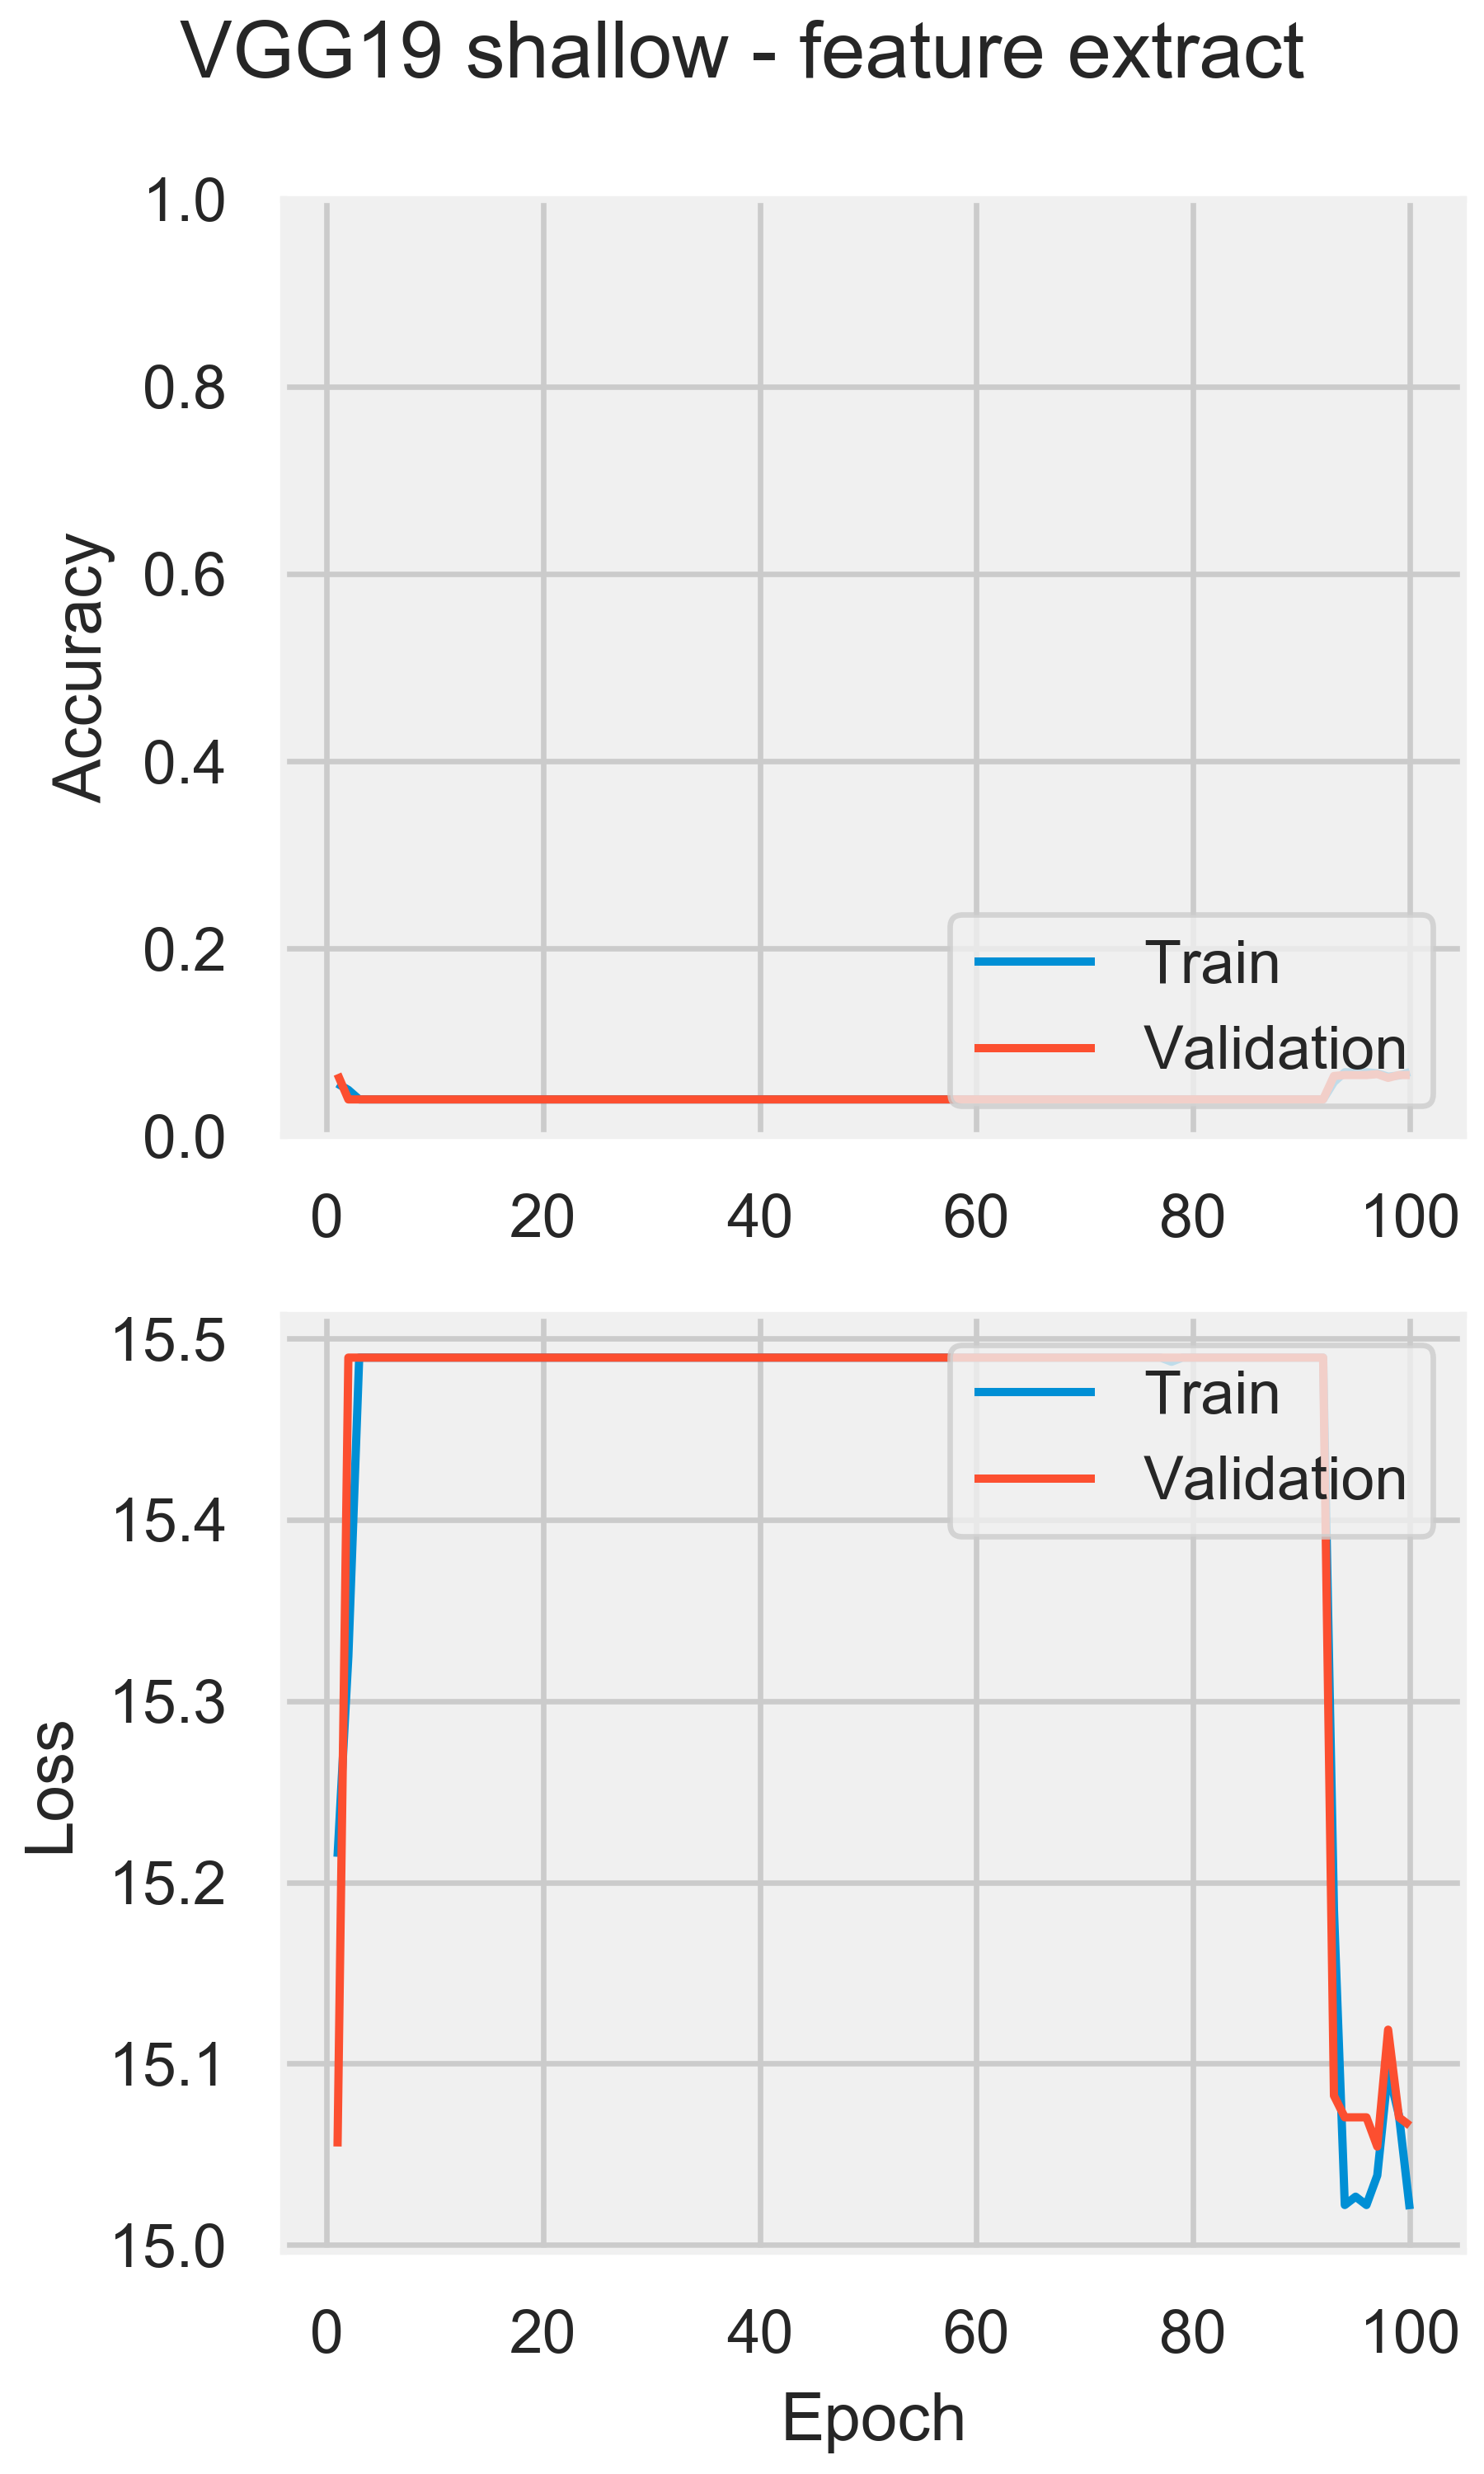 VGG19 shallow - feature extract
1.0
0.8
0.6
0.4
0.2
0.0
Accuracy
Train
Validation
0 20 40 60 80 100
15.5
15.4
15.3
15.2
15.1
15.0
Loss
Train
Validation
0 20 40 60 80 100
Epoch